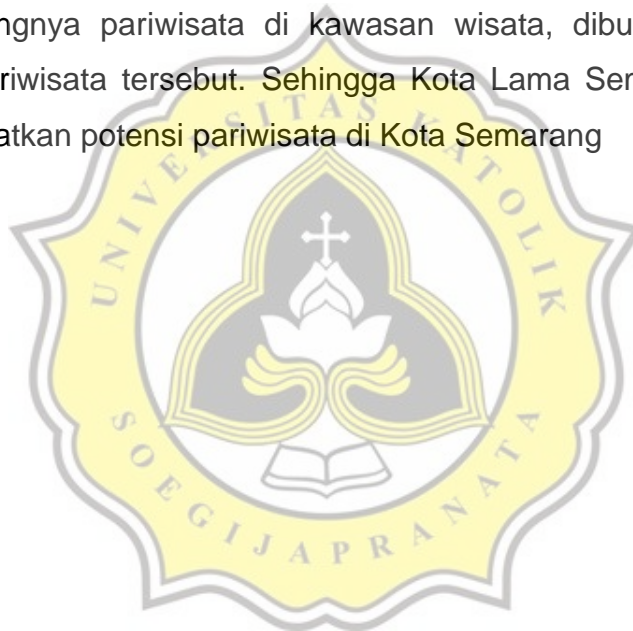 ngnya pariwisata di kawasan wisata, dibu
riwisata tersebut. Sehingga Kota Lama Ser
atkan potensi pariwisata di Kota Semarang
UNIVERSITAS KATOLIK
SOEGIJAPRANATA